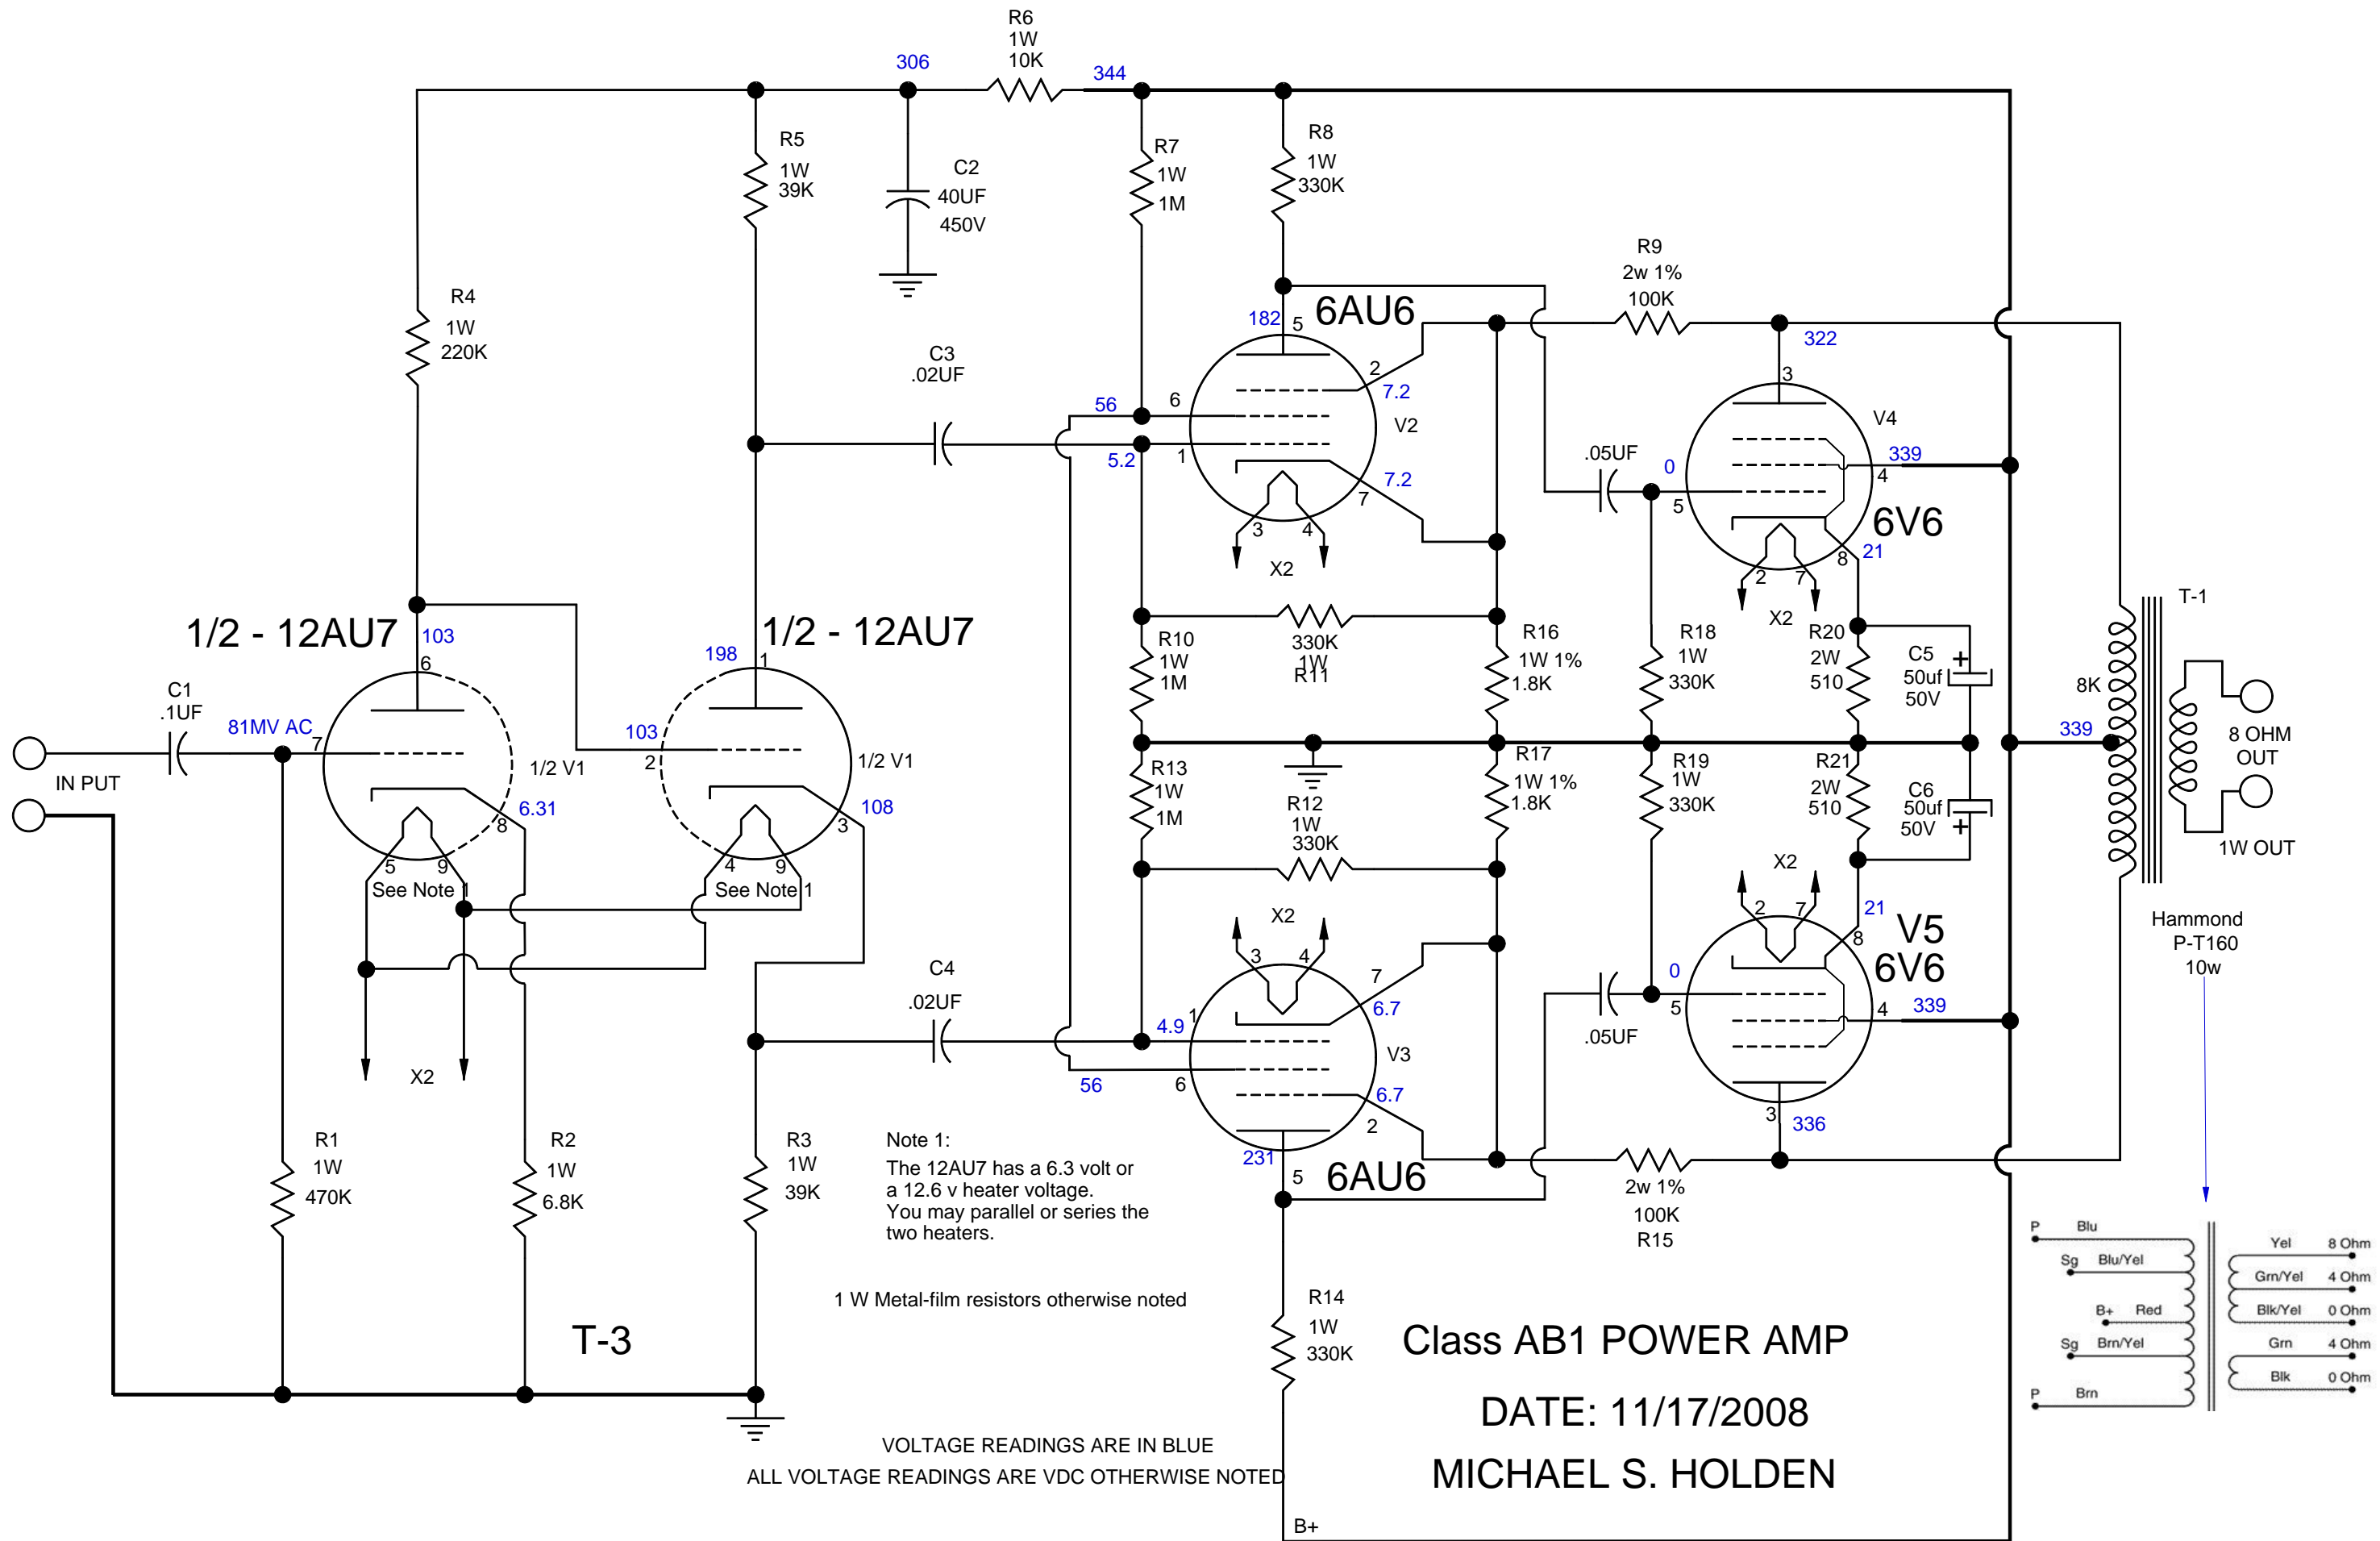 R6
1W
10K
306
344
R5
1W
39K
C2
40UF
450V
R7
1W
1M
R8
1W
330K
R9
2w 1%
100K
R4
1W
220K
C3
.02UF
182
5
6AU6
2
7.2
56
6
V2
5.2
1
7.2
7
3
4
X2
322
3
V4
.05UF
0
5
339
4
6V6
21
8
2
7
X2
T-1
1/2 - 12AU7
103
6
1/2 - 12AU7
198
1
C1
.1UF
81MV AC
7
IN PUT
1/2 V1
6.31
8
5
9
See Note 1
103
2
1/2 V1
108
3
4
9
See Note 1
X2
R10
1W
1M
330K
1W
R11
R16
1W 1%
1.8K
R18
1W
330K
R20
2W
510
C5
+
50uf
50V
8K
339
8 OHM
OUT
1W OUT
R13
1W
1M
R12
1W
330K
R17
1W 1%
1.8K
R19
1W
330K
R21
2W
510
C6
50uf
50V
+
X2
3
4
7
6.7
C4
.02UF
4.9
1
V3
56
6
6.7
2
231
5
6AU6
X2
2
7
21
8
V5
6V6
0
5
4
339
.05UF
3
336
2w 1%
100K
R15
Hammond
P-T160
10w
R1
1W
470K
R2
1W
6.8K
R3
1W
39K
Note 1:
The 12AU7 has a 6.3 volt or
a 12.6 v heater voltage.
You may parallel or series the
two heaters.
1 W Metal-film resistors otherwise noted
T-3
R14
1W
330K
Class AB1 POWER AMP
DATE: 11/17/2008
MICHAEL S. HOLDEN
VOLTAGE READINGS ARE IN BLUE
ALL VOLTAGE READINGS ARE VDC OTHERWISE NOTED
B+
P Blu
Sg Blu/Yel
B+ Red
Sg Brn/Yel
P Brn
Yel 8 Ohm
Grn/Yel 4 Ohm
Blk/Yel 0 Ohm
Grn 4 Ohm
Blk 0 Ohm